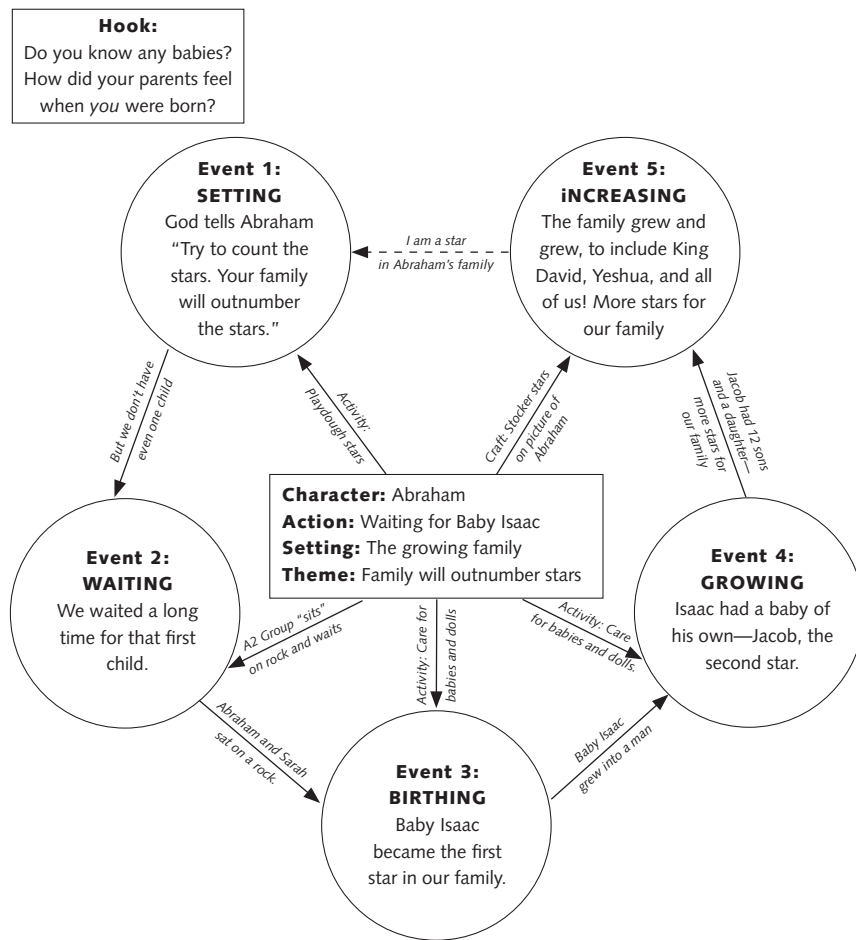 Hook:
Do you know any babies?
How did your parents feel
when you were born?
Event 1:
SETTING
God tells Abraham
“Try to count the
stars. Your family
will outnumber
the stars.”
Event 5:
iNCREASING
The family grew and
grew, to include King
David, Yeshua, and all
of us! More stars for
our family
I am a star
in Abraham’s family
But we don’t have
even one child
Activity:
Playdough stars
Craft: Stocker stars
on picture of
Abraham
Jacob had 12 sons
and a daughter—
more stars for
our family
Character: Abraham
Action: Waiting for Baby Isaac
Setting: The growing family
Theme: Family will outnumber stars
Event 2:
WAITING
We waited a long
time for that first
child.
A2 Group “sits”
on rock and waits
Activity: Care for
babies and dolls
Activity: Care
for babies and dolls.
Event 4:
GROWING
Isaac had a baby of
his own—Jacob, the
second star.
Abraham and Sarah
sat on a rock.
Event 3:
BIRTHING
Baby Isaac
became the first
star in our family.
Baby Isaac
grew into a man